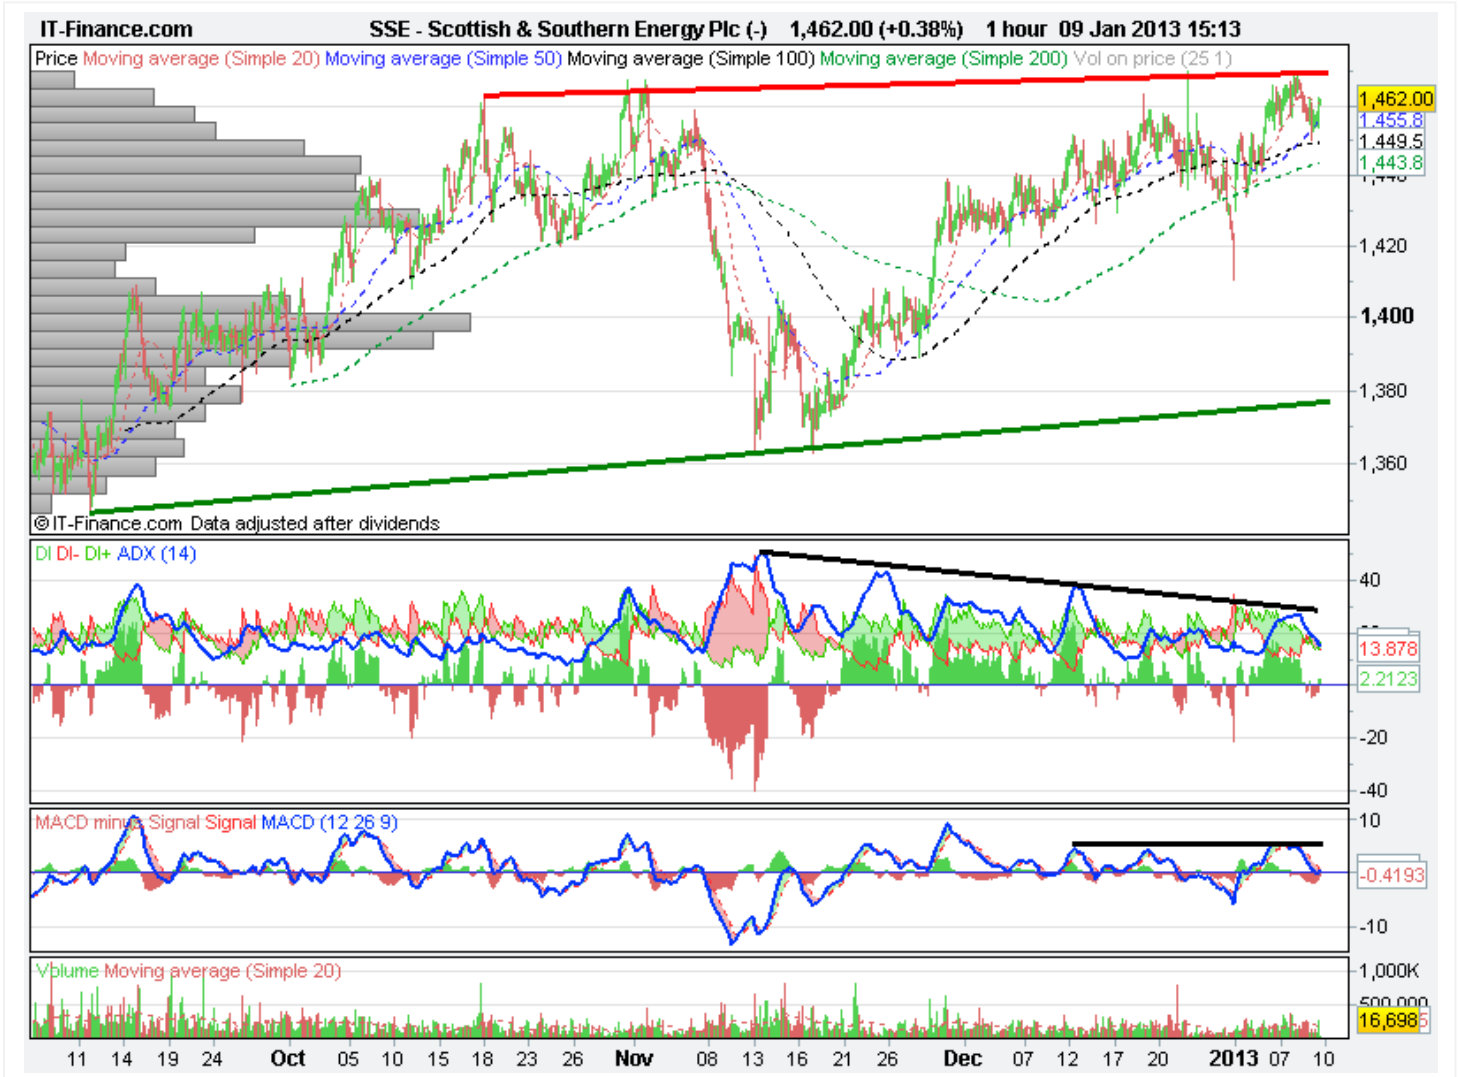 IT-Finance.com SSE - Scottish & Southern Energy Plc (-) 1,462.00 (+0.38%) 1 hour 09 Jan 2013 15:13
Price Moving average (Simple 20) Moving average (Simple 50) Moving average (Simple 100) Moving average (Simple 200) Vol on price (25 1)
1,462.00
1,455.8
1,449.5
1,443.8
1,440
1,420
1,400
1,380
1,360
© IT-Finance.com Data adjusted after dividends
DI DI- DI+ ADX (14)
40
13.878
2.2123
-20
-40
MACD minus Signal Signal MACD (12 26 9)
10
-0.4193
-10
Volume Moving average (Simple 20)
1,000K
500,000
16,698
11 14 19 24 Oct 05 10 15 18 23 26 Nov 08 13 16 21 26 Dec 07 12 17 20 2013 07 10